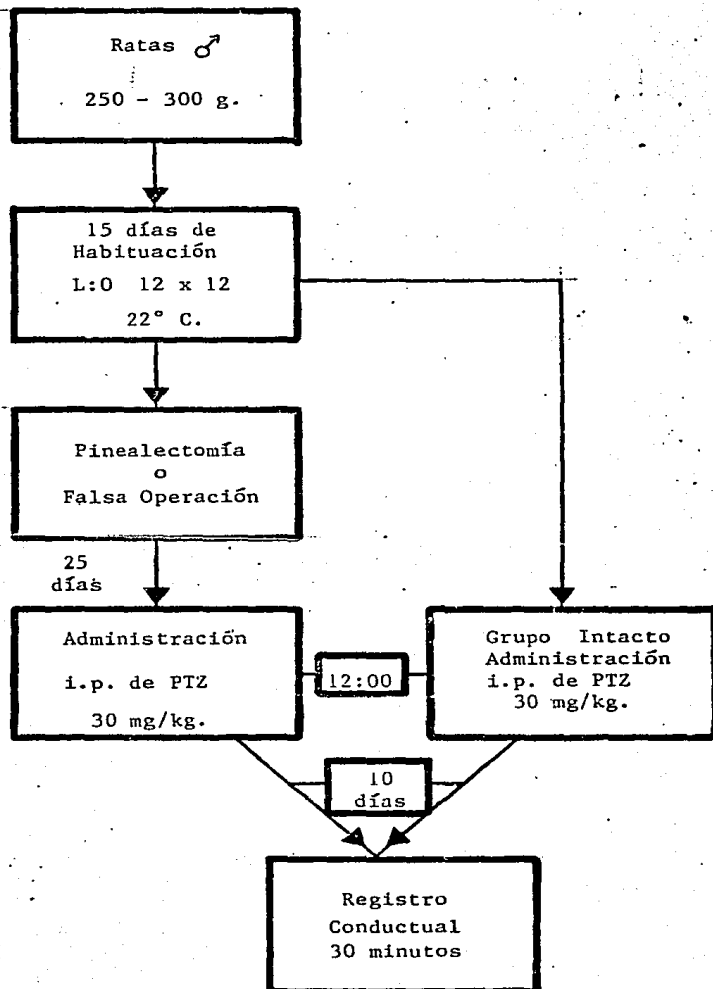 Ratas ♂
250 - 300 g.
15 días de
Habituación
L:O 12 x 12
22° C.
Pinealectomía
o
Falsa Operación
25
días
Administración
i.p. de PTZ
30 mg/kg.
12:00
Grupo Intacto
Administración
i.p. de PTZ
30 mg/kg.
10
días
Registro
Conductual
30 minutos